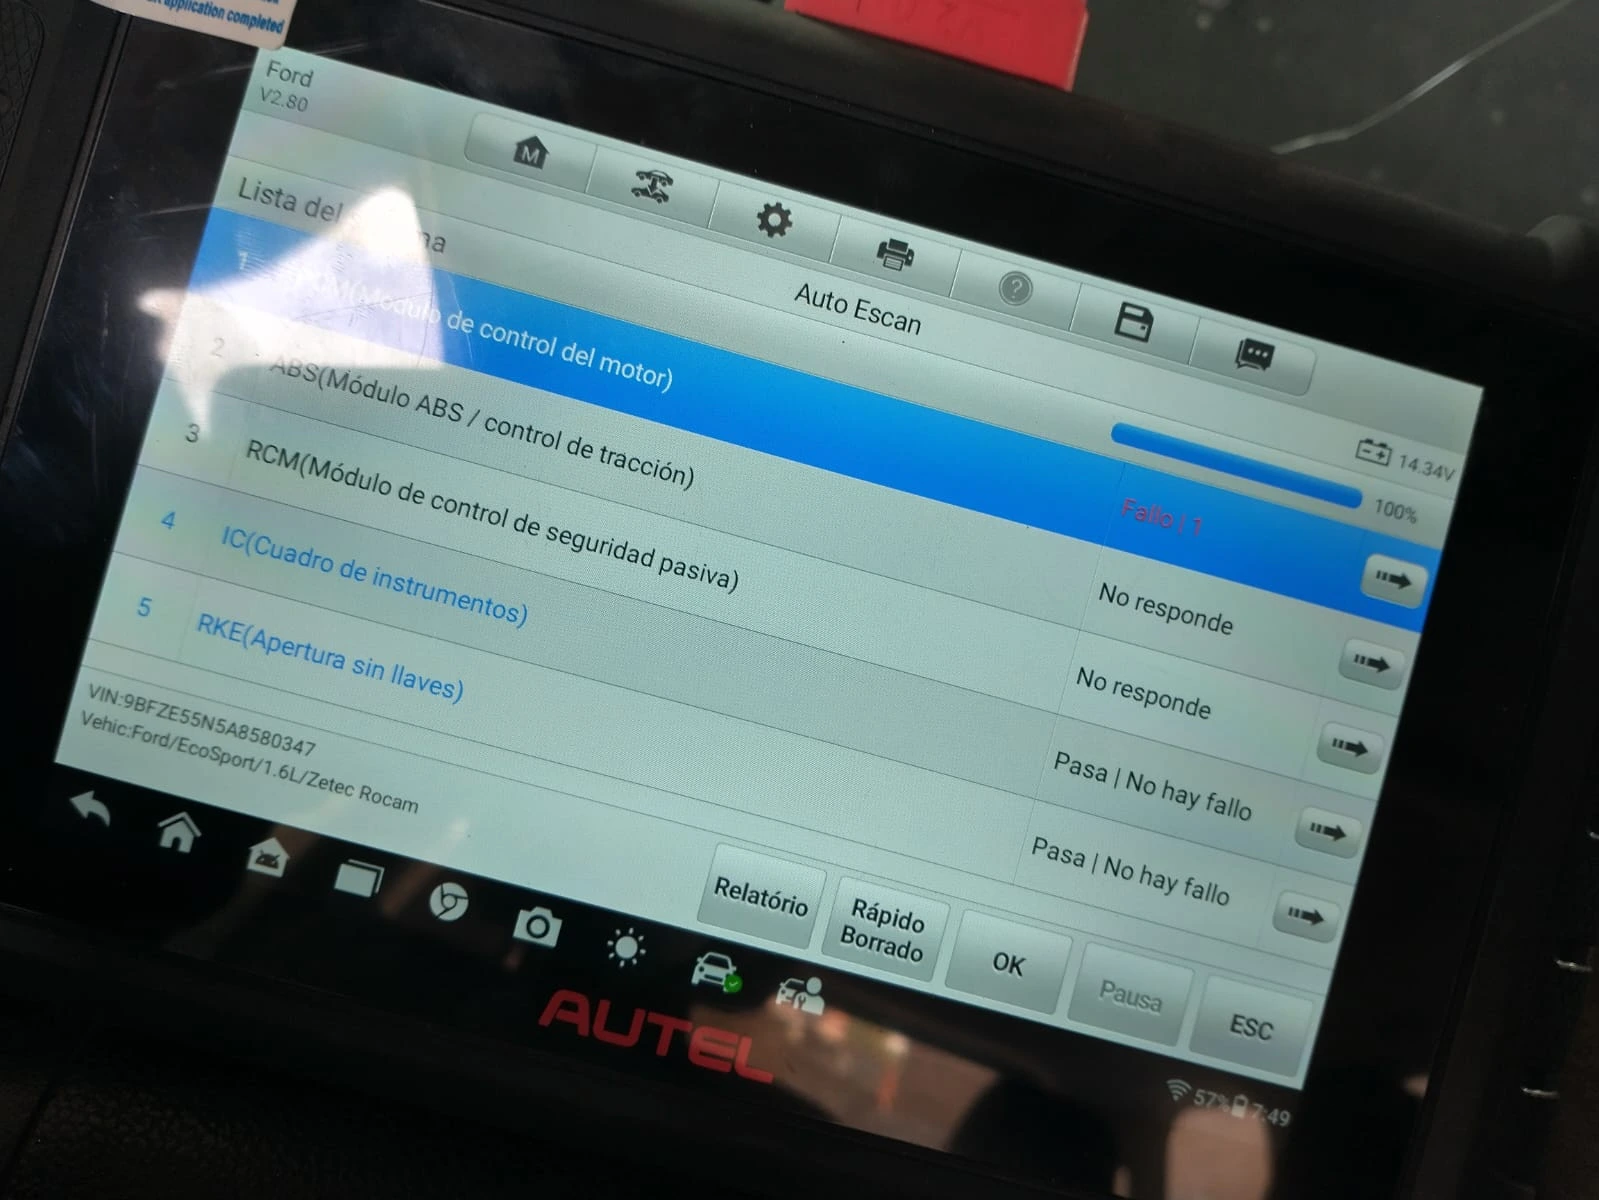 application completed
Ford
V2.80
Lista del
Auto Escan
14.34V
100%
1 PCM(Módulo de control del motor) Fallo | 1
2 ABS(Módulo ABS / control de tracción) No responde
3 RCM(Módulo de control de seguridad pasiva) No responde
4 IC(Cuadro de instrumentos) Pasa | No hay fallo
5 RKE(Apertura sin llaves) Pasa | No hay fallo
VIN:9BFZE55N5A8580347
Vehic:Ford/EcoSport/1.6L/Zetec Rocam
Relatório
Rápido
Borrado
OK
Pausa
ESC
AUTEL
57% 7:49